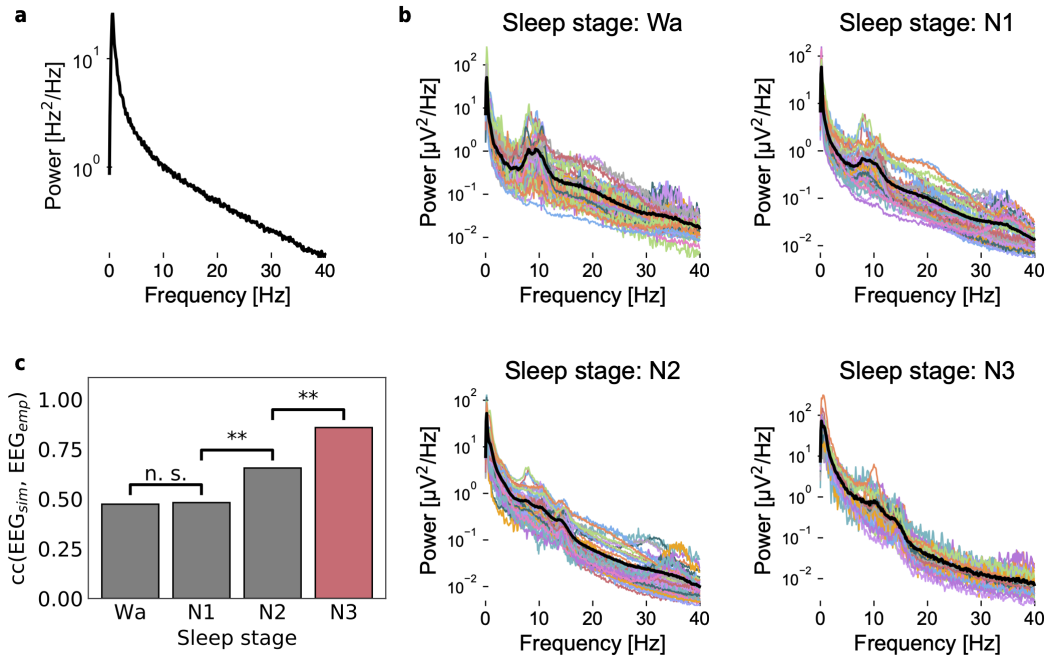 a
Power [Hz²/Hz]
10¹
10⁰
0 10 20 30 40
Frequency [Hz]
b
Sleep stage: Wa
Power [µV²/Hz]
10²
10¹
10⁰
10⁻¹
10⁻²
0 10 20 30 40
Frequency [Hz]
Sleep stage: N1
Power [µV²/Hz]
10²
10¹
10⁰
10⁻¹
10⁻²
0 10 20 30 40
Frequency [Hz]
c
cc(EEGsim, EEGemp)
1.00
0.75
0.50
0.25
0.00
n. s.
**
**
Wa N1 N2 N3
Sleep stage
Sleep stage: N2
Power [µV²/Hz]
10²
10¹
10⁰
10⁻¹
10⁻²
0 10 20 30 40
Frequency [Hz]
Sleep stage: N3
Power [µV²/Hz]
10²
10¹
10⁰
10⁻¹
10⁻²
0 10 20 30 40
Frequency [Hz]